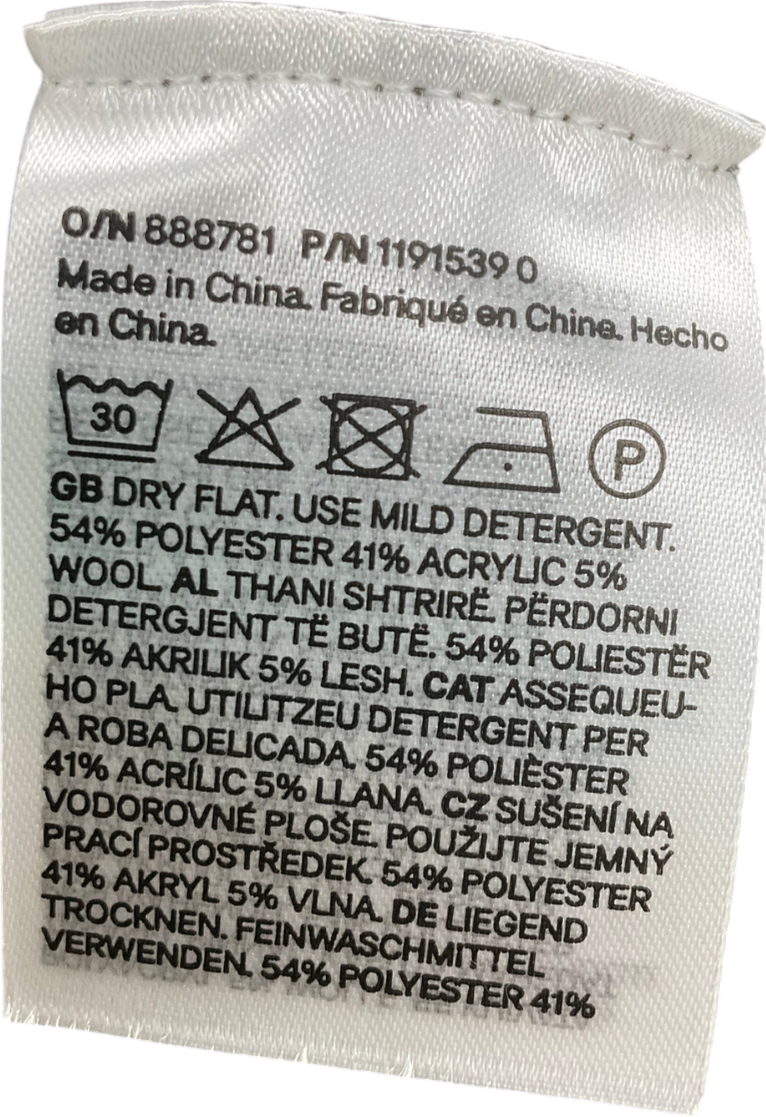 O/N 888781 P/N 1191539 0
Made in China. Fabriqué en China. Hecho
en China.
30
P
GB DRY FLAT. USE MILD DETERGENT.
54% POLYESTER 41% ACRYLIC 5%
WOOL. AL THANI SHTRIRË. PËRDORNI
DETERGJENT TË BUTË. 54% POLIESTËR
41% AKRILIK 5% LESH. CAT ASSEQUEU-
HO PLA. UTILITZEU DETERGENT PER
A ROBA DELICADA. 54% POLIÈSTER
41% ACRÍLIC 5% LLANA. CZ SUŠENÍ NA
VODOROVNÉ PLOŠE. POUŽIJTE JEMNÝ
PRACÍ PROSTŘEDEK. 54% POLYESTER
41% AKRYL 5% VLNA. DE LIEGEND
TROCKNEN. FEINWASCHMITTEL
VERWENDEN. 54% POLYESTER 41%